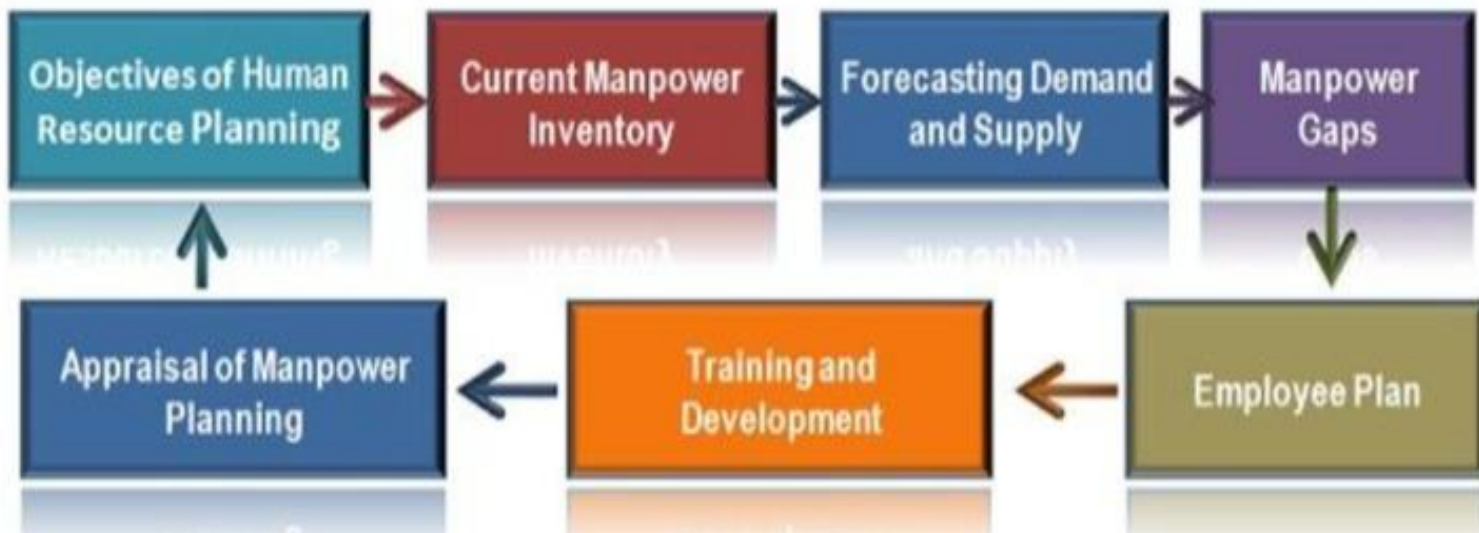 Objectives of Human
Resource Planning
Current Manpower
Inventory
Forecasting Demand
and Supply
Manpower
Gaps
Employee Plan
Training and
Development
Appraisal of Manpower
Planning